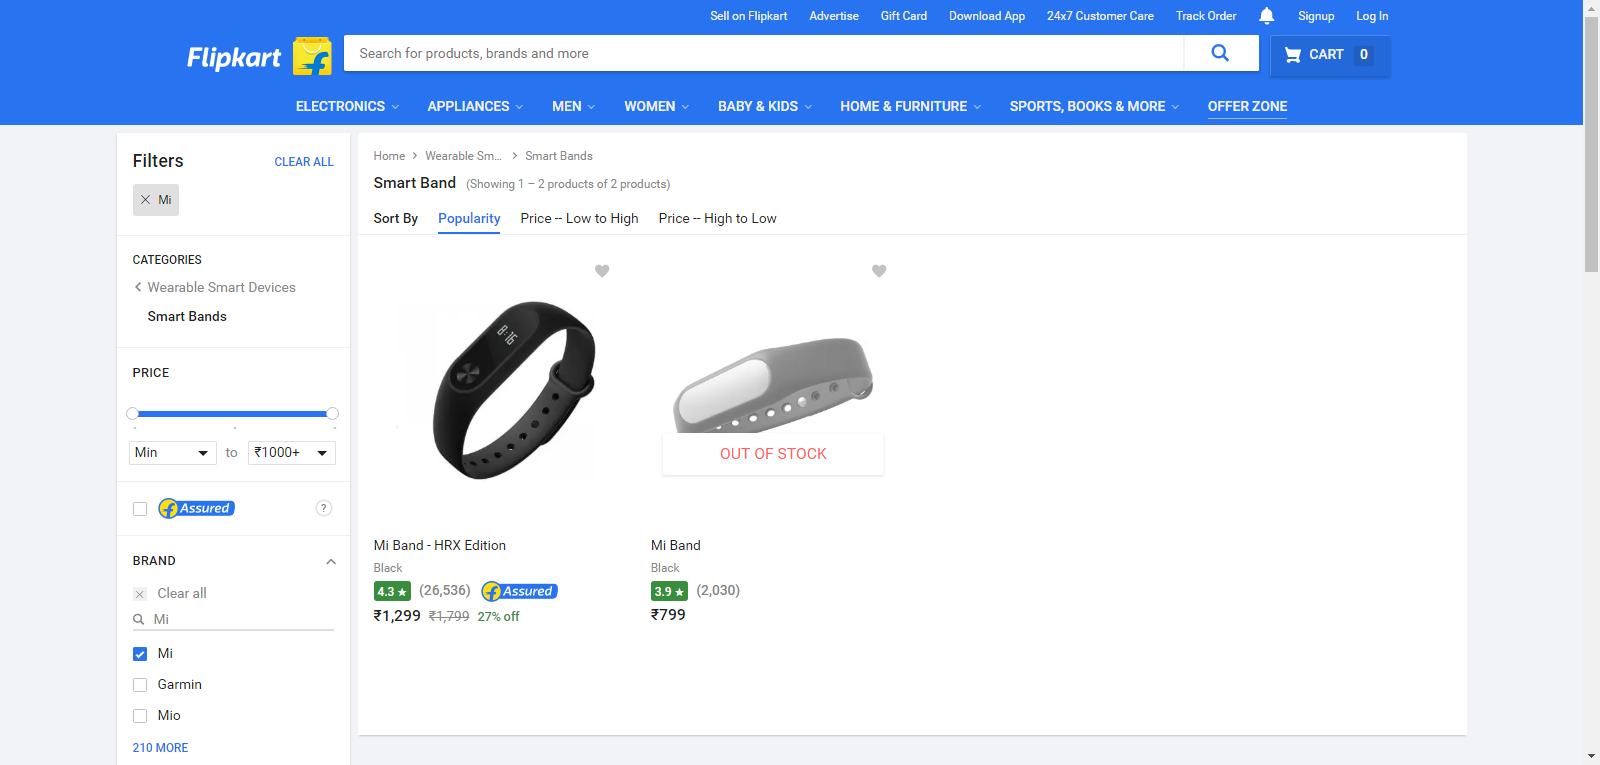 Sell on Flipkart Advertise Gift Card Download App 24x7 Customer Care Track Order Signup Log In
Flipkart Search for products, brands and more CART 0
ELECTRONICS APPLIANCES MEN WOMEN BABY & KIDS HOME & FURNITURE SPORTS, BOOKS & MORE OFFER ZONE
Filters CLEAR ALL
Mi
CATEGORIES
Wearable Smart Devices
Smart Bands
PRICE
Min to ₹1000+
Assured ?
BRAND
Clear all
Mi
Mi
Garmin
Mio
210 MORE
Home Wearable Sm... Smart Bands
Smart Band (Showing 1 – 2 products of 2 products)
Sort By Popularity Price -- Low to High Price -- High to Low
8:16
Mi Band - HRX Edition
Black
4.3 ★ (26,536) Assured
₹1,299 ₹1,799 27% off
OUT OF STOCK
Mi Band
Black
3.9 ★ (2,030)
₹799